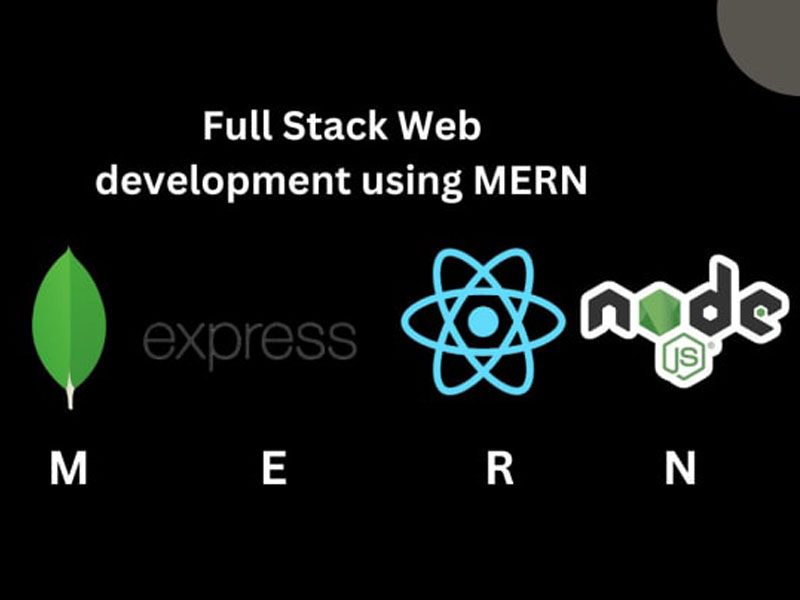 Full Stack Web
development using MERN
express
node
JS
M E R N